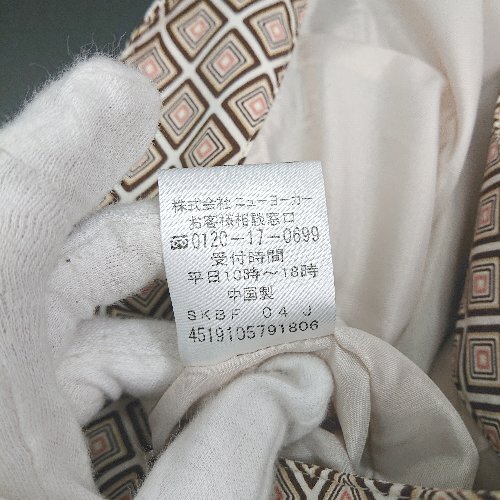 株式会社ニューヨーカー
お客様相談窓口
0120-17-0699
受付時間
平日10時～18時
中国製
SKBF 04 J
4519105791806